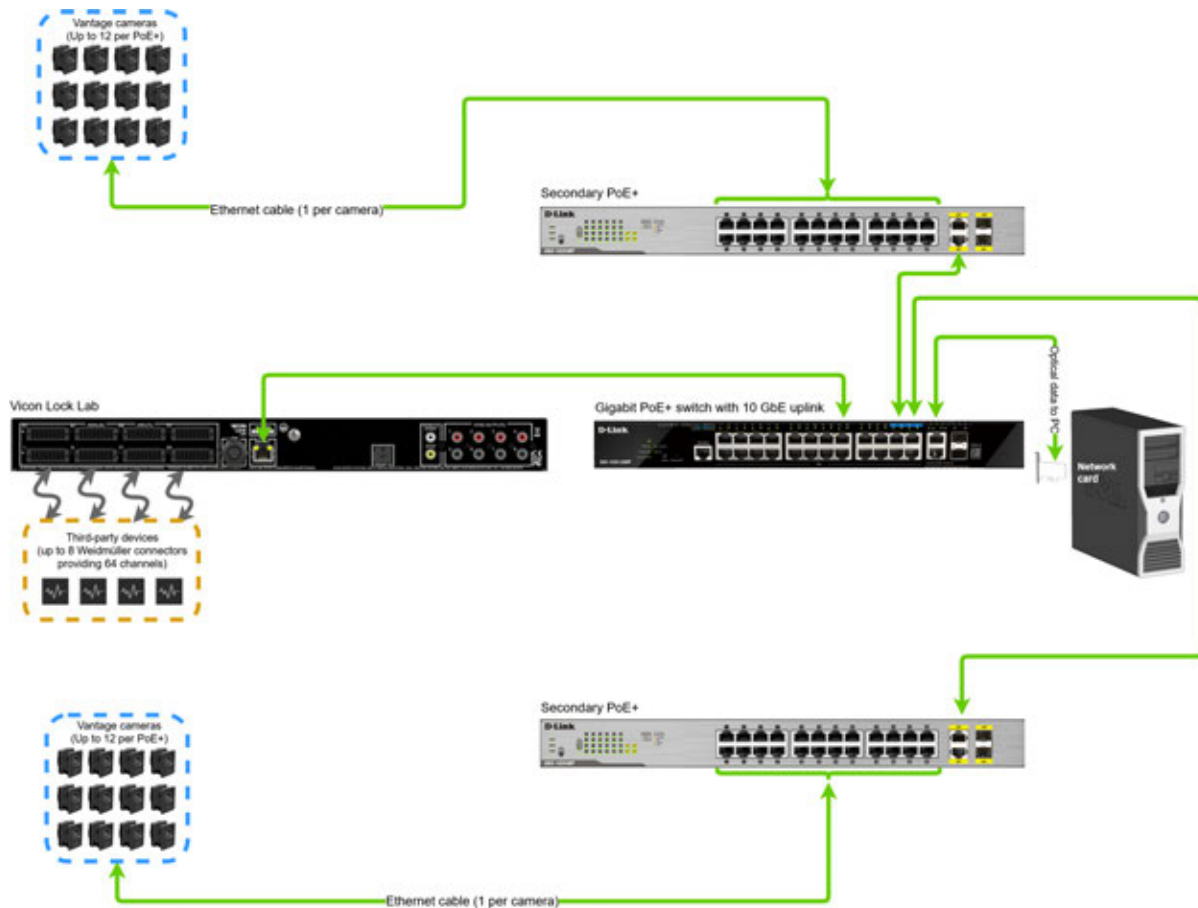 Vantage cameras
(Up to 12 per PoE+)
Ethernet cable (1 per camera)
Secondary PoE+
D-Link
Optical data to PC
Vicon Lock Lab
Gigabit PoE+ switch with 10 GbE uplink
D-Link
Network
card
Third-party devices
(up to 8 Weidmüller connectors
providing 64 channels)
Secondary PoE+
D-Link
Vantage cameras
(Up to 12 per PoE+)
Ethernet cable (1 per camera)